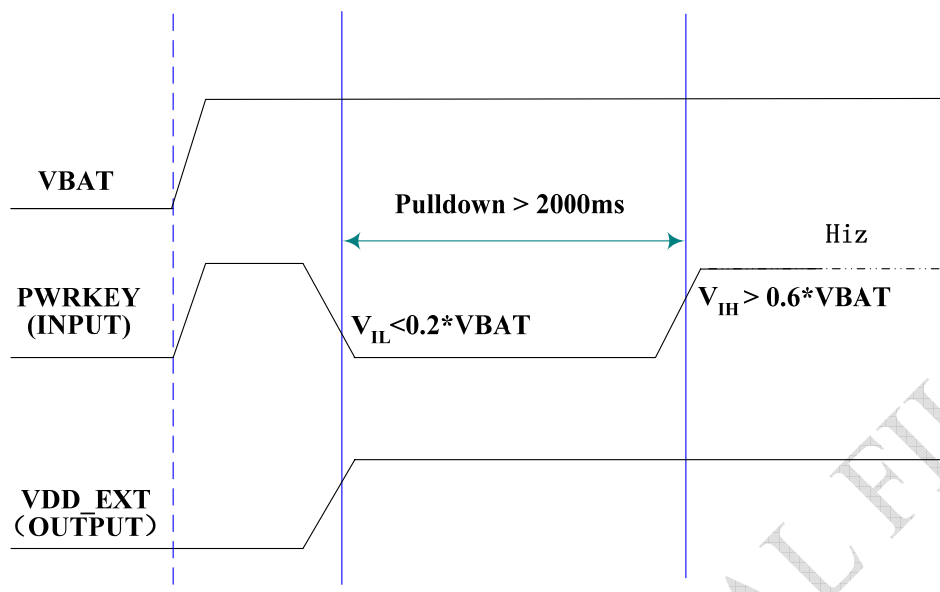 VBAT
Pulldown > 2000ms
Hiz
PWRKEY
(INPUT)
VIL<0.2*VBAT
VIH > 0.6*VBAT
VDD_EXT
（OUTPUT）